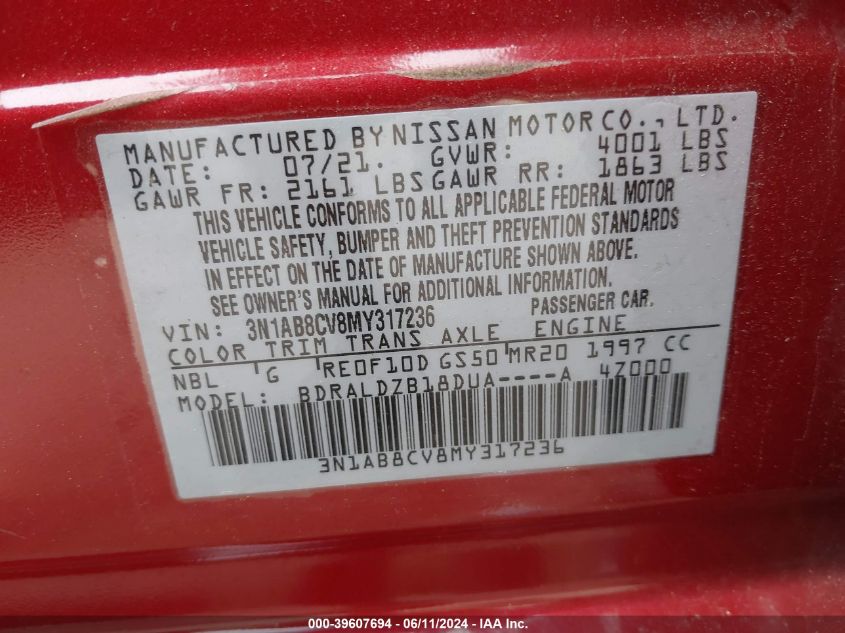 MANUFACTURED BY NISSAN MOTOR CO., LTD.
DATE: 07/21. GVWR: 4001 LBS
GAWR FR: 2161 LBS GAWR RR: 1863 LBS
THIS VEHICLE CONFORMS TO ALL APPLICABLE FEDERAL MOTOR
VEHICLE SAFETY, BUMPER AND THEFT PREVENTION STANDARDS
IN EFFECT ON THE DATE OF MANUFACTURE SHOWN ABOVE.
SEE OWNER'S MANUAL FOR ADDITIONAL INFORMATION.
VIN: 3N1AB8CV8MY317236 PASSENGER CAR.
COLOR TRIM TRANS AXLE ENGINE
NBL G RE0F10D GS50 MR20 1997 CC
MODEL: BDRALDZB18DUA----A 4Z000
3N1AB8CV8MY317236
000-39607694 - 06/11/2024 - IAAI.COM